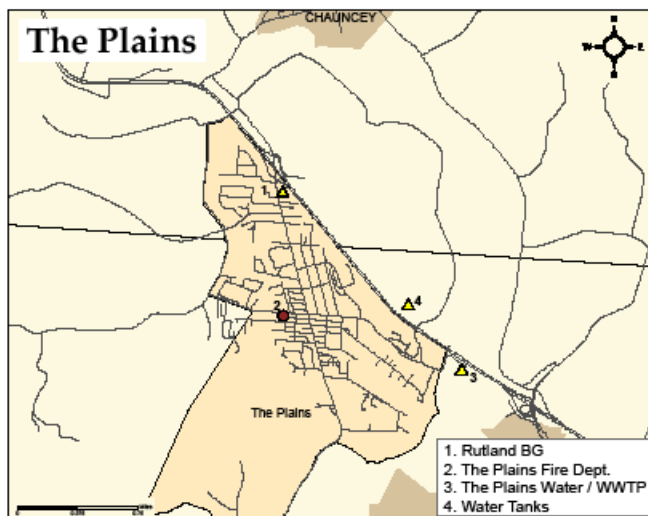 CHAUNCEY
The Plains
N
W
E
S
1
4
2
3
The Plains
1. Rutland BG
2. The Plains Fire Dept.
3. The Plains Water / WWTP
4. Water Tanks
0